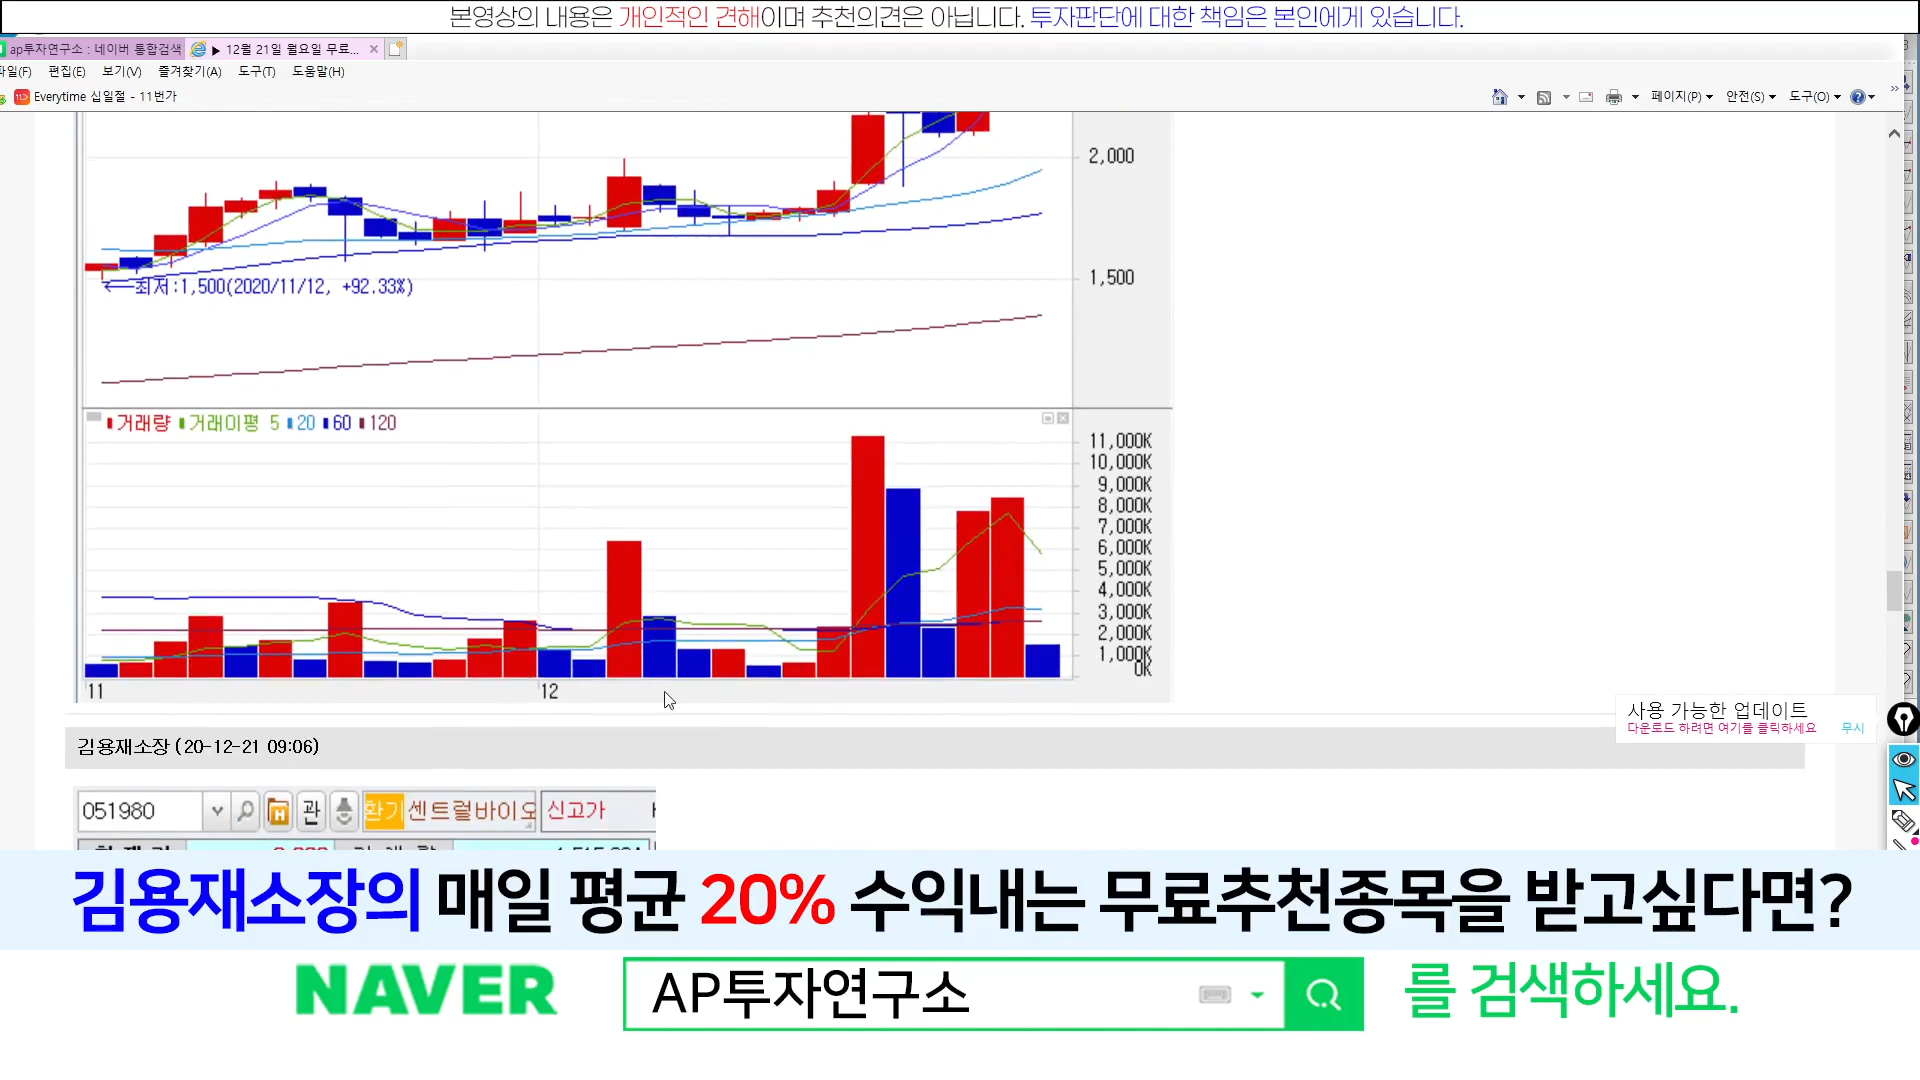 본영상의 내용은 개인적인 견해이며 추천의견은 아닙니다. 투자판단에 대한 책임은 본인에게 있습니다.
ap투자연구소 : 네이버 통합검색
▶ 12월 21일 월요일 무료...
편집(E) 보기(V) 즐겨찾기(A) 도구(T) 도움말(H)
Everytime 십일절 - 11번가
페이지(P) 안전(S) 도구(O)
2,000
1,500
최저:1,500(2020/11/12, +92.33%)
거래량 거래이평 5 20 60 120
11,000K
10,000K
9,000K
8,000K
7,000K
6,000K
5,000K
4,000K
3,000K
2,000K
1,000K
0K
11 12
사용 가능한 업데이트
다운로드 하려면 여기를 클릭하세요 무시
김용재소장 (20-12-21 09:06)
051980 관 환기 센트럴바이오 신고가
김용재소장의 매일 평균 20% 수익내는 무료추천종목을 받고싶다면?
NAVER AP투자연구소 를 검색하세요.